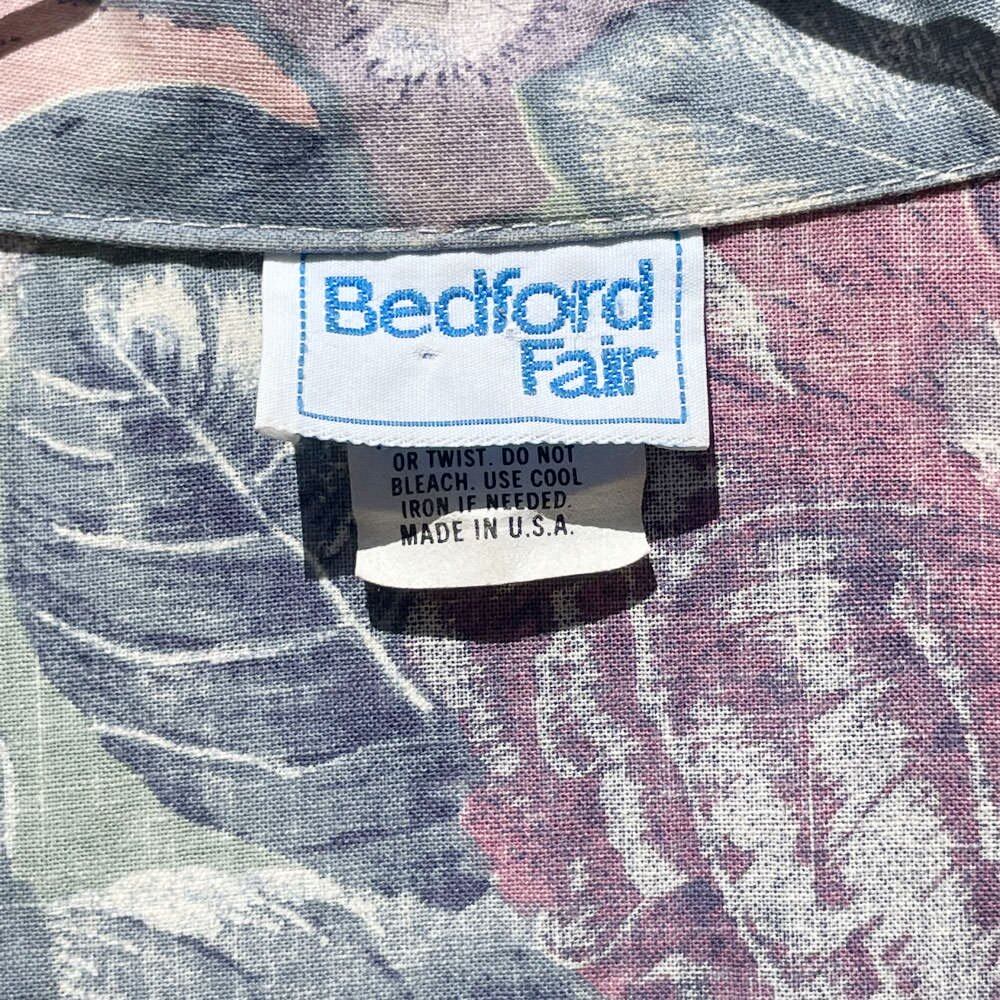 Bedford
Fair
OR TWIST. DO NOT
BLEACH. USE COOL
IRON IF NEEDED.
MADE IN U.S.A.